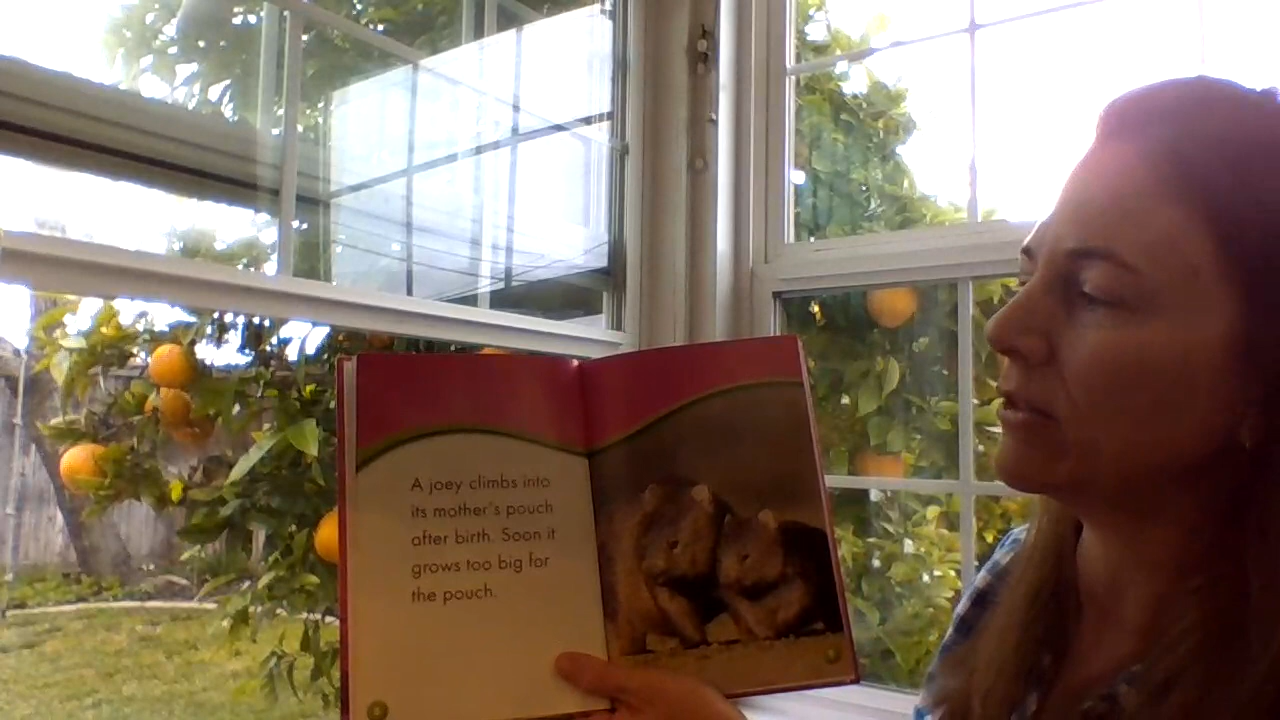 A joey climbs into
its mother's pouch
after birth. Soon it
grows too big for
the pouch.